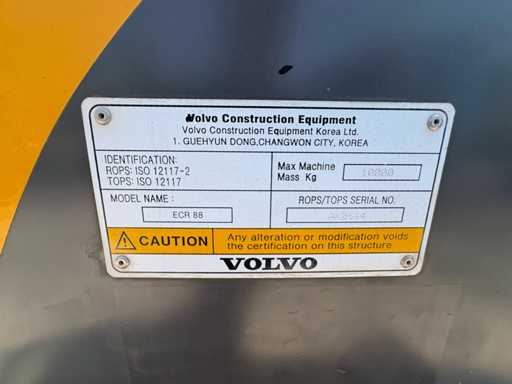 Volvo Construction Equipment
Volvo Construction Equipment Korea Ltd.
1. GUEHYUN DONG,CHANGWON CITY, KOREA
IDENTIFICATION:
ROPS: ISO 12117-2
TOPS: ISO 12117
Max Machine
Mass Kg
10000
MODEL NAME :
ECR 88
ROPS/TOPS SERIAL NO.
CAUTION
Any alteration or modification voids
the certification on this structure
VOLVO